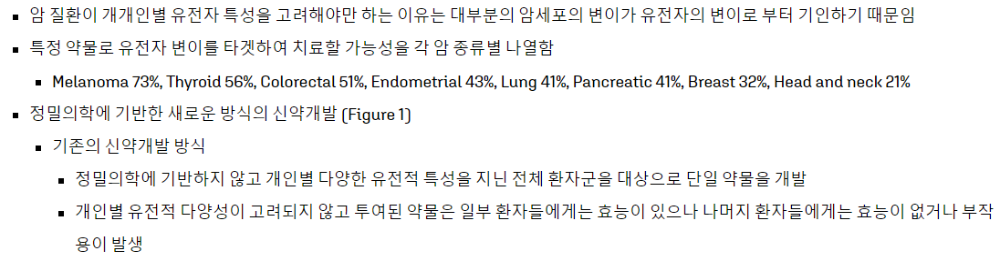 암 질환이 개개인별 유전자 특성을 고려해야만 하는 이유는 대부분의 암세포의 변이가 유전자의 변이로 부터 기인하기 때문임
특정 약물로 유전자 변이를 타겟하여 치료할 가능성을 각 암 종류별 나열함
Melanoma 73%, Thyroid 56%, Colorectal 51%, Endometrial 43%, Lung 41%, Pancreatic 41%, Breast 32%, Head and neck 21%
정밀의학에 기반한 새로운 방식의 신약개발 (Figure 1)
기존의 신약개발 방식
정밀의학에 기반하지 않고 개인별 다양한 유전적 특성을 지닌 전체 환자군을 대상으로 단일 약물을 개발
개인별 유전적 다양성이 고려되지 않고 투여된 약물은 일부 환자들에게는 효능이 있으나 나머지 환자들에게는 효능이 없거나 부작
용이 발생